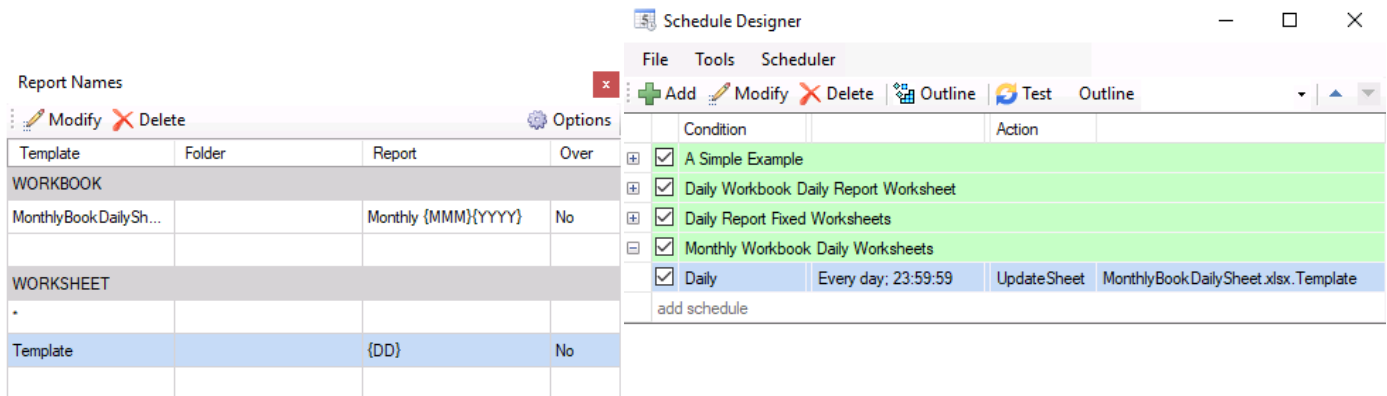 Report Names
x
Modify Delete Options
Template Folder Report Over
WORKBOOK
MonthlyBookDailySh... Monthly {MMM}{YYYY} No
WORKSHEET
*
Template {DD} No
5
Schedule Designer
File Tools Scheduler
Add Modify Delete Outline Test Outline
Condition Action
A Simple Example
Daily Workbook Daily Report Worksheet
Daily Report Fixed Worksheets
Monthly Workbook Daily Worksheets
Daily Every day; 23:59:59 UpdateSheet MonthlyBookDailySheet.xlsx.Template
add schedule